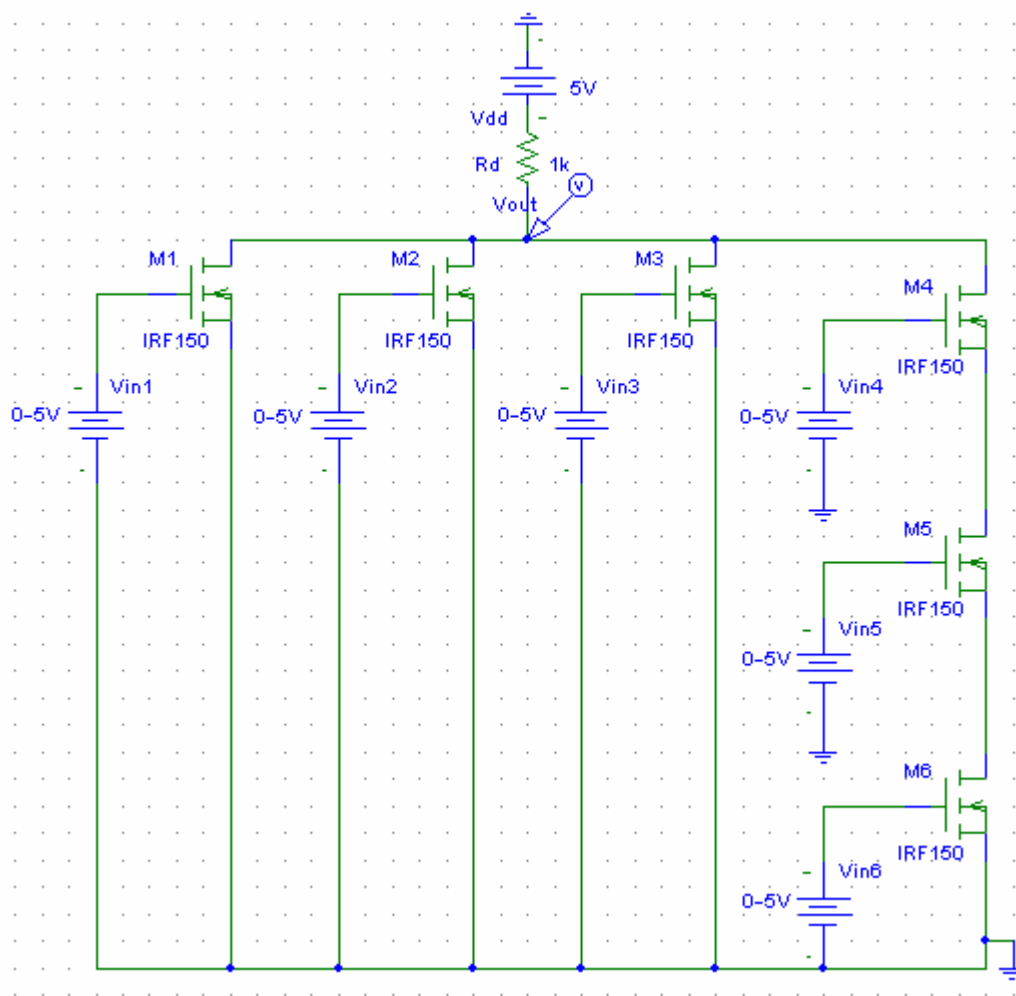 5V
Vdd
Rd 1k
V
Vout
M1 M2 M3
M4
IRF150 IRF150 IRF150
IRF150
Vin1 Vin2 Vin3 Vin4
0-5V 0-5V 0-5V 0-5V
M5
IRF150
Vin5
0-5V
M6
IRF150
Vin6
0-5V